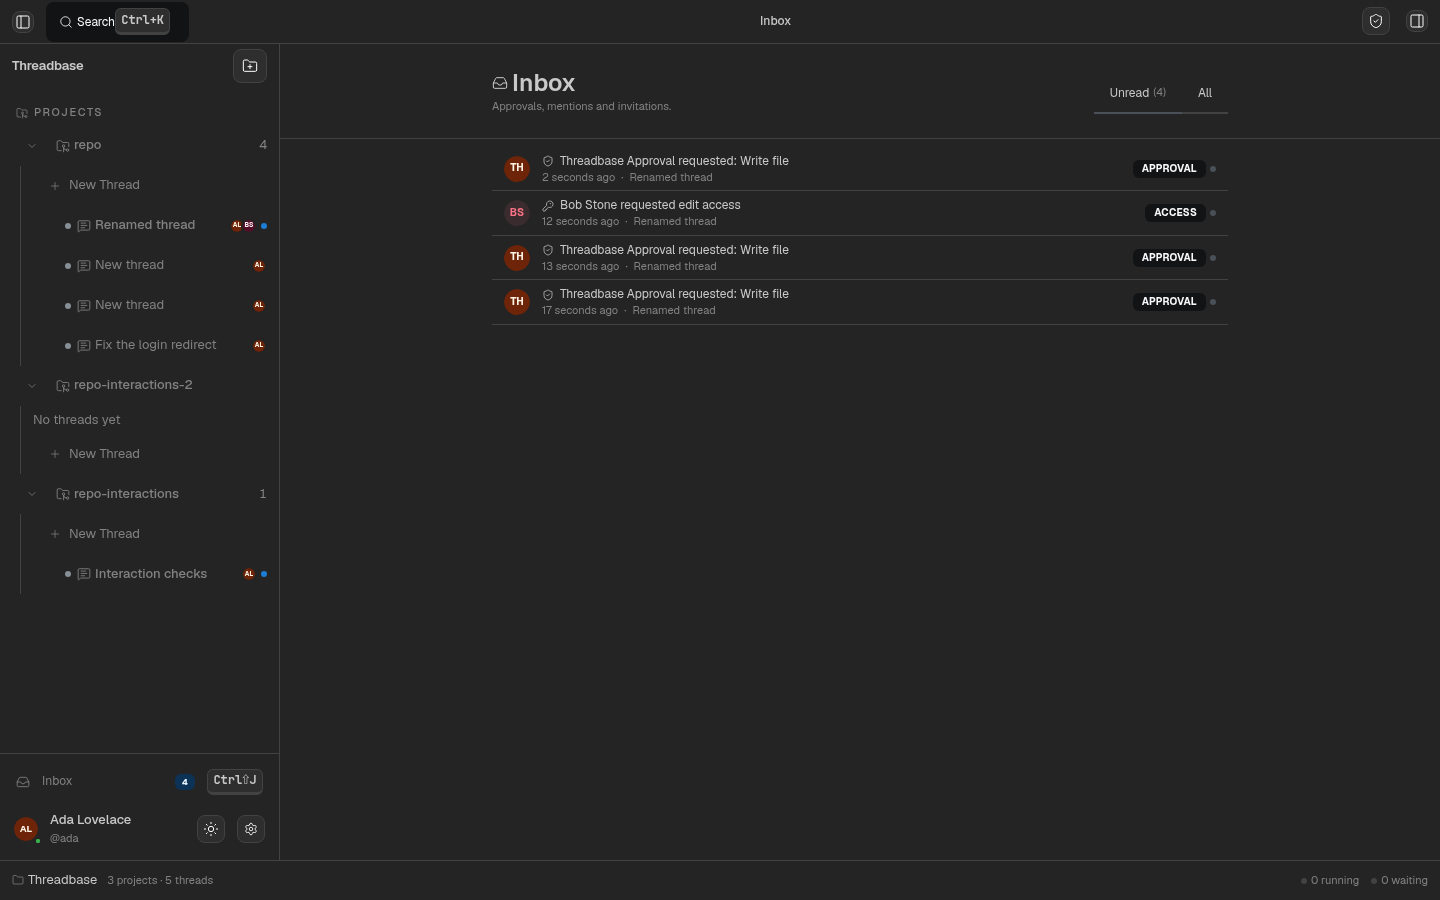 Search Ctrl+K
Inbox
Threadbase
PROJECTS
repo 4
New Thread
Renamed thread AL BS
New thread AL
New thread AL
Fix the login redirect AL
repo-interactions-2
No threads yet
New Thread
repo-interactions 1
New Thread
Interaction checks AL
Inbox 4 Ctrl⇧J
AL Ada Lovelace
@ada
Inbox
Approvals, mentions and invitations.
Unread (4) All
TH Threadbase Approval requested: Write file APPROVAL
2 seconds ago · Renamed thread
BS Bob Stone requested edit access ACCESS
12 seconds ago · Renamed thread
TH Threadbase Approval requested: Write file APPROVAL
13 seconds ago · Renamed thread
TH Threadbase Approval requested: Write file APPROVAL
17 seconds ago · Renamed thread
Threadbase 3 projects · 5 threads
0 running 0 waiting